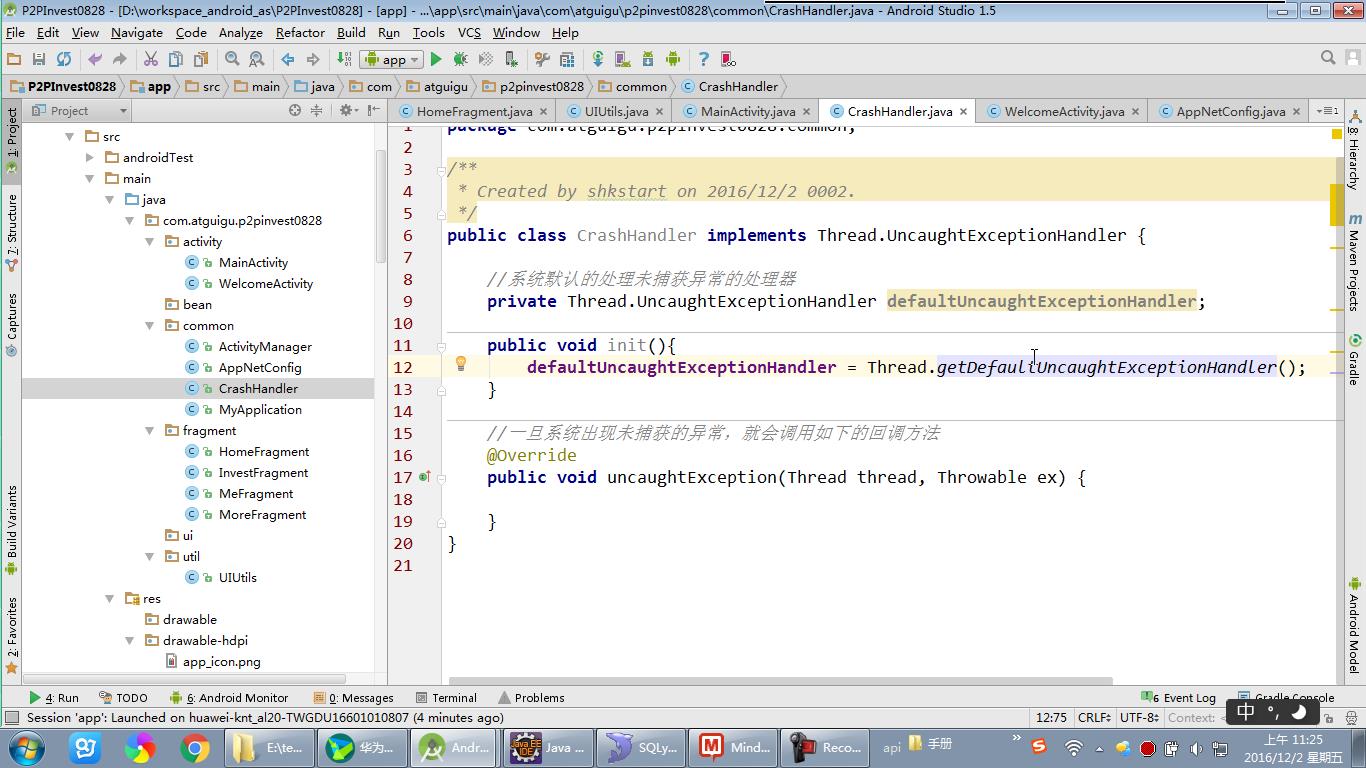 P2PInvest0828 - [D:\workspace_android_as\P2PInvest0828] - [app] - ...\app\src\main\java\com\atguigu\p2pinvest0828\common\CrashHandler.java - Android Studio 1.5
File Edit View Navigate Code Analyze Refactor Build Run Tools VCS Window Help
app
P2PInvest0828 app src main java com atguigu p2pinvest0828 common CrashHandler
Project
HomeFragment.java UIUtils.java MainActivity.java CrashHandler.java WelcomeActivity.java AppNetConfig.java
1: Project
7: Structure
Captures
Build Variants
2: Favorites
src
androidTest
main
java
com.atguigu.p2pinvest0828
activity
MainActivity
WelcomeActivity
bean
common
ActivityManager
AppNetConfig
CrashHandler
MyApplication
fragment
HomeFragment
InvestFragment
MeFragment
MoreFragment
ui
util
UIUtils
res
drawable
drawable-hdpi
app_icon.png
1 package com.atguigu.p2pinvest0828.common;
2
3 /**
4 * Created by shkstart on 2016/12/2 0002.
5 */
6 public class CrashHandler implements Thread.UncaughtExceptionHandler {
7
8 //系统默认的处理未捕获异常的处理器
9 private Thread.UncaughtExceptionHandler defaultUncaughtExceptionHandler;
10
11 public void init(){
12 defaultUncaughtExceptionHandler = Thread.getDefaultUncaughtExceptionHandler();
13 }
14
15 //一旦系统出现未捕获的异常，就会调用如下的回调方法
16 @Override
17 public void uncaughtException(Thread thread, Throwable ex) {
18
19 }
20 }
21
8: Hierarchy
Maven Projects
Gradle
Android Model
4: Run TODO 6: Android Monitor 0: Messages Terminal Problems 6 Event Log Gradle Console
Session 'app': Launched on huawei-knt_al20-TWGDU16601010807 (4 minutes ago) 12:75 CRLF UTF-8 Context:
中
E\te... 华为... Andr... Java ... SQLy... Mind... Reco... api 手册
上午 11:25
2016/12/2 星期五